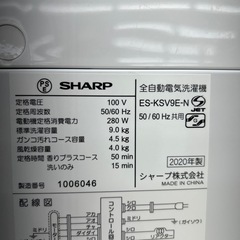 PS E
SHARP
全自動電気洗濯機
ES-KSV9E-N
JET
50/60Hz共用
定格電圧 100 V
定格周波数 50/60 Hz
電動機定格消費電力 280 W
標準洗濯容量 9.0 kg
ガンコ汚れコース 4.5 kg
風乾燥容量 4.0 kg
定格時間 香りプラスコース 50 min
洗いのみ 15 min
製造番号 1006046
2020年製
シャープ株式会社
MADE IN CHINA
配線図